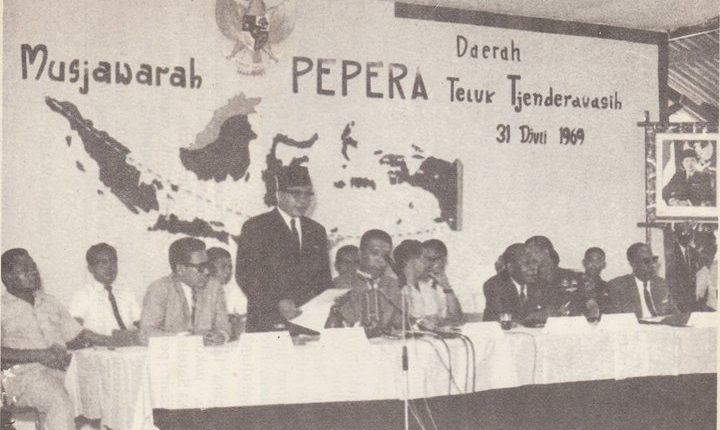 Musjawarah
PEPERA
Daerah
Teluk Tjenderawasih
31 Djuli 1969